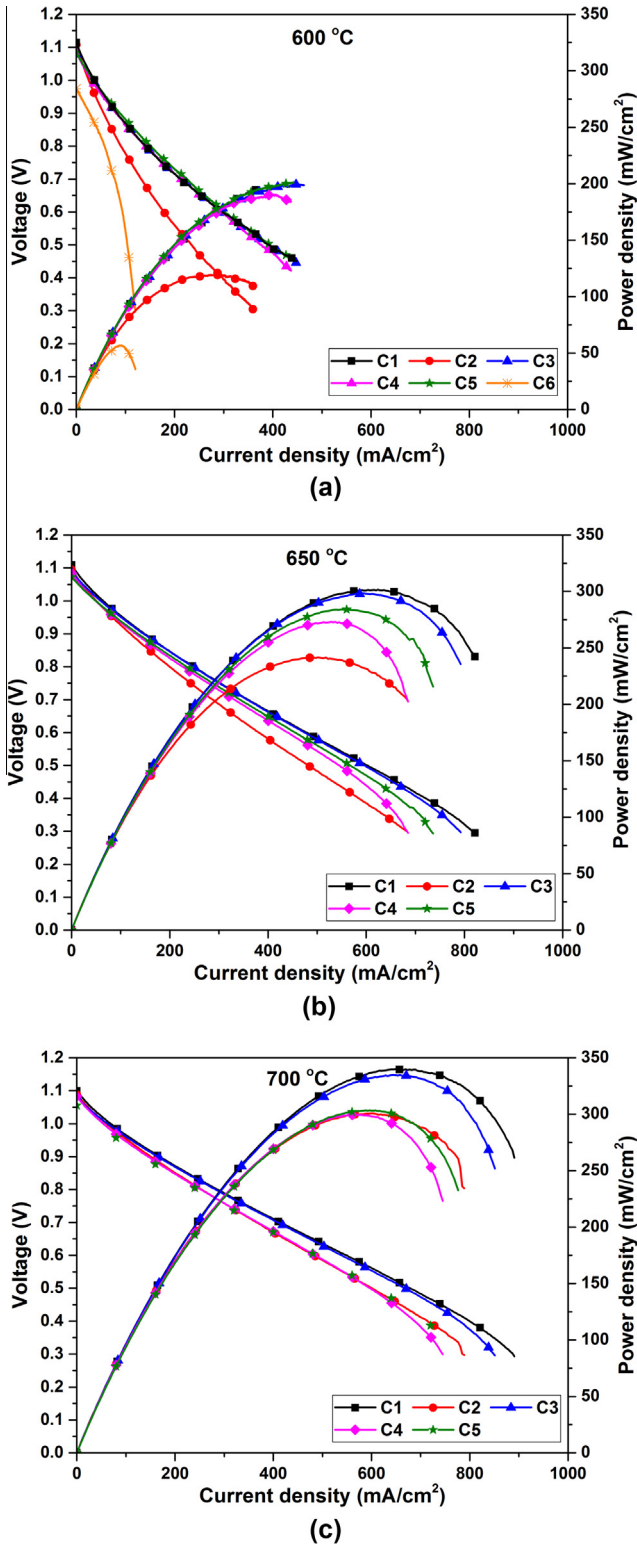 600 °C
Voltage (V)
1.2
1.1
1.0
0.9
0.8
0.7
0.6
0.5
0.4
0.3
0.2
0.1
0.0
350
300
250
200
150
100
50
0
Power density (mW/cm²)
C1 C2 C3
C4 C5 C6
0 200 400 600 800 1000
Current density (mA/cm²)
(a)
650 °C
Voltage (V)
1.2
1.1
1.0
0.9
0.8
0.7
0.6
0.5
0.4
0.3
0.2
0.1
0.0
350
300
250
200
150
100
50
0
Power density (mW/cm²)
C1 C2 C3
C4 C5
0 200 400 600 800 1000
Current density (mA/cm²)
(b)
700 °C
Voltage (V)
1.2
1.1
1.0
0.9
0.8
0.7
0.6
0.5
0.4
0.3
0.2
0.1
0.0
350
300
250
200
150
100
50
0
Power density (mW/cm²)
C1 C2 C3
C4 C5
0 200 400 600 800 1000
Current density (mA/cm²)
(c)